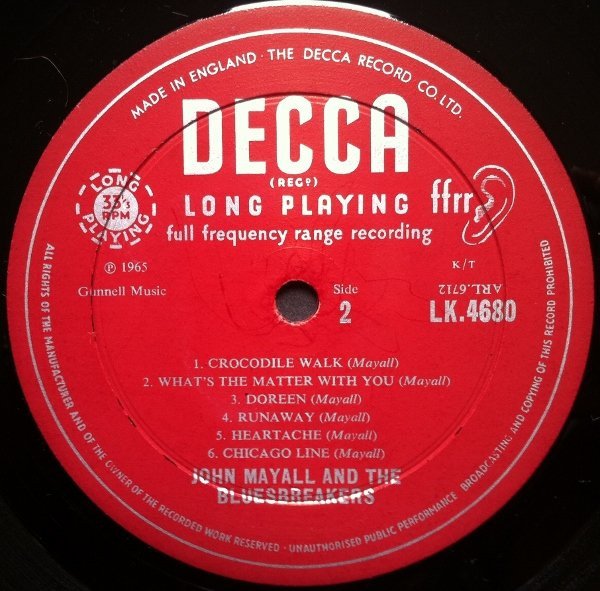 MADE IN ENGLAND · THE DECCA RECORD CO. LTD.
DECCA
(REGD)
LONG PLAYING
33⅓ RPM
LONG PLAYING
ffrr
full frequency range recording
℗ 1965
K/T
Gunnell Music
Side
2
ARL.6712
LK.4680
1. CROCODILE WALK (Mayall)
2. WHAT'S THE MATTER WITH YOU (Mayall)
3. DOREEN (Mayall)
4. RUNAWAY (Mayall)
5. HEARTACHE (Mayall)
6. CHICAGO LINE (Mayall)
JOHN MAYALL AND THE
BLUESBREAKERS
ALL RIGHTS OF THE MANUFACTURER AND OF THE OWNER OF THE RECORDED WORK RESERVED · UNAUTHORISED PUBLIC PERFORMANCE BROADCASTING AND COPYING OF THIS RECORD PROHIBITED